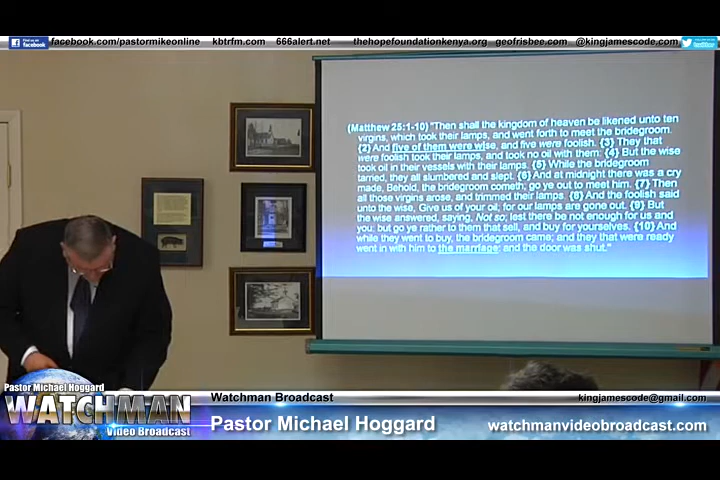 Find us on
facebook
facebook.com/pastormikeonline kbtrfm.com 666alert.net thehopefoundationkenya.org geofrisbee.com @kingjamescode
twitter
(Matthew 25:1-10) "Then shall the kingdom of heaven be likened unto ten
virgins, which took their lamps, and went forth to meet the bridegroom.
{2} And five of them were wise, and five were foolish. {3} They that
were foolish took their lamps, and took no oil with them: {4} But the wise
took oil in their vessels with their lamps. {5} While the bridegroom
tarried, they all slumbered and slept. {6} And at midnight there was a cry
made, Behold, the bridegroom cometh; go ye out to meet him. {7} Then
all those virgins arose, and trimmed their lamps. {8} And the foolish said
unto the wise, Give us of your oil; for our lamps are gone out. {9} But
the wise answered, saying, Not so; lest there be not enough for us and
you: but go ye rather to them that sell, and buy for yourselves. {10} And
while they went to buy, the bridegroom came; and they that were ready
went in with him to the marriage: and the door was shut."
Pastor Michael Hoggard
WATCHMAN
Video Broadcast
Watchman Broadcast
kingjamescode@gmail.com
Pastor Michael Hoggard
watchmanvideobroadcast.com